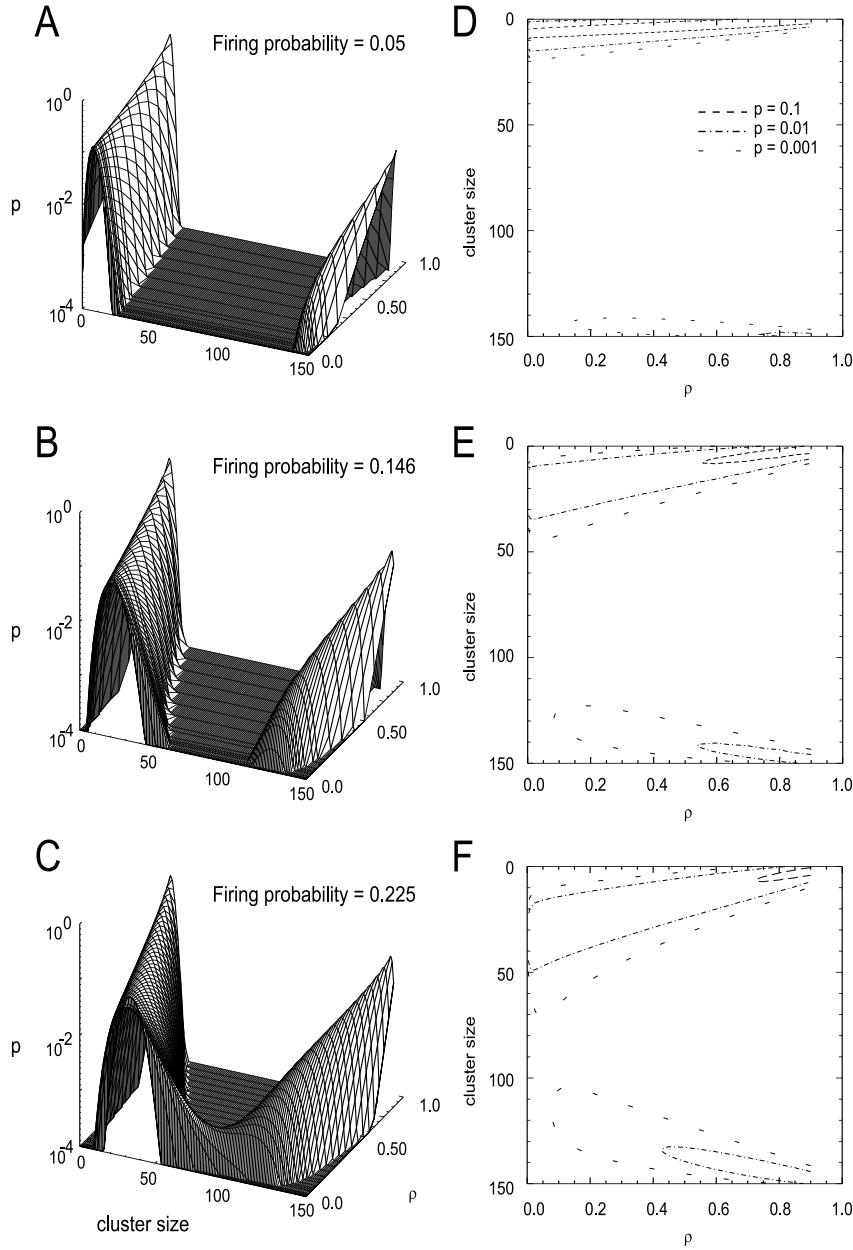 A
Firing probability = 0.05
10^0
10^-2
10^-4
p
0
50
100
150
0.0
0.50
1.0
D
0
50
100
150
cluster size
p = 0.1
p = 0.01
p = 0.001
0.0
0.2
0.4
0.6
0.8
1.0
ρ
B
Firing probability = 0.146
10^0
10^-2
10^-4
p
0
50
100
150
0.0
0.50
1.0
E
0
50
100
150
cluster size
0.0
0.2
0.4
0.6
0.8
1.0
ρ
C
Firing probability = 0.225
10^0
10^-2
10^-4
p
0
50
100
150
cluster size
0.0
0.50
1.0
ρ
F
0
50
100
150
cluster size
0.0
0.2
0.4
0.6
0.8
1.0
ρ